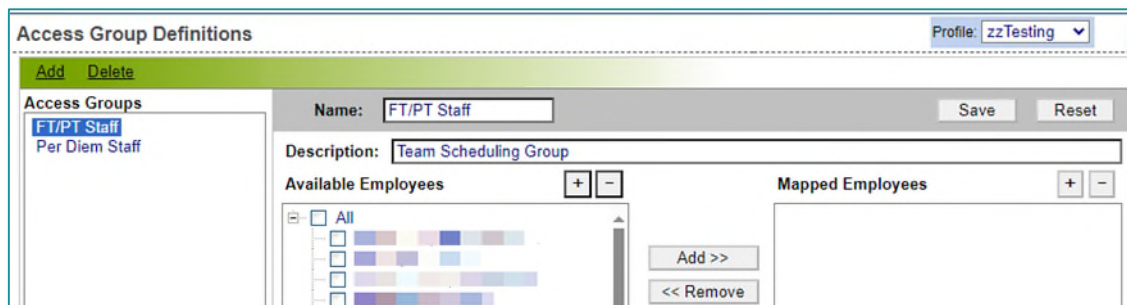 Access Group Definitions
Profile: zzTesting
Add Delete
Access Groups
FT/PT Staff
Per Diem Staff
Name: FT/PT Staff
Save Reset
Description: Team Scheduling Group
Available Employees + −
Mapped Employees + −
All
Add >>
<< Remove